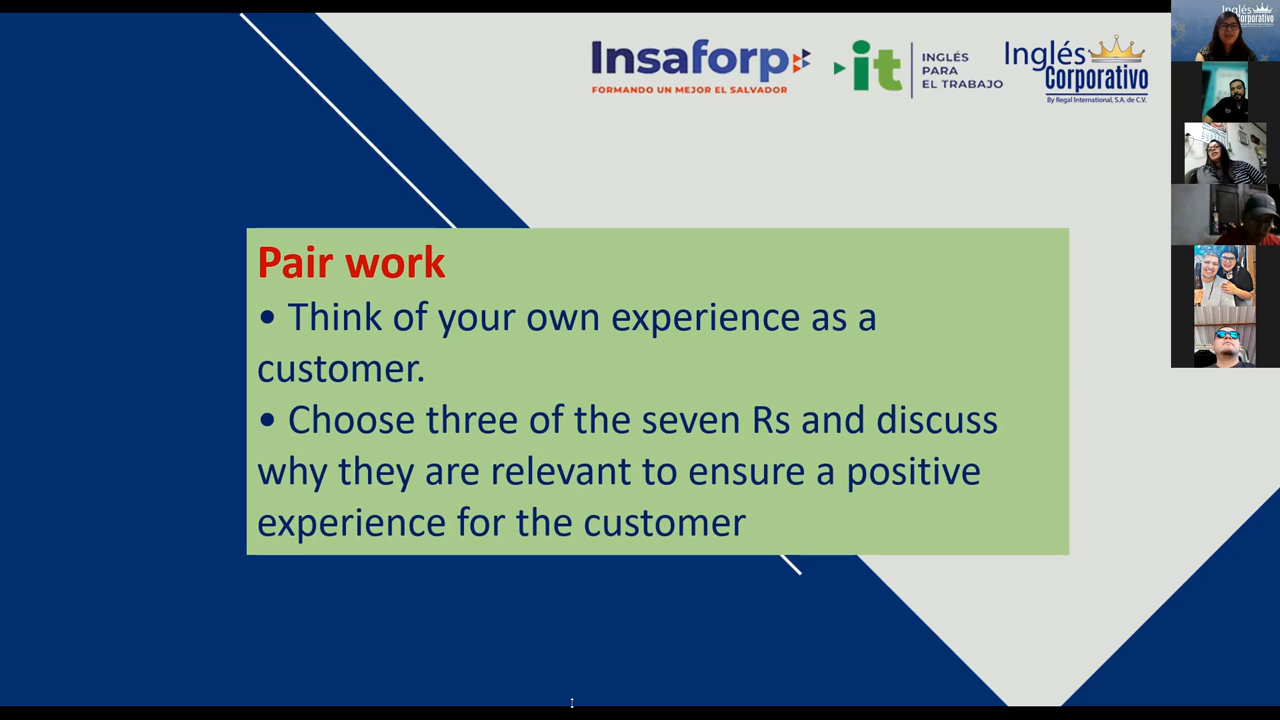 Insaforp
FORMANDO UN MEJOR EL SALVADOR
it
INGLÉS
PARA
EL TRABAJO
Inglés
Corporativo
By Regal International, S.A. de C.V.
Pair work
• Think of your own experience as a
customer.
• Choose three of the seven Rs and discuss
why they are relevant to ensure a positive
experience for the customer
Inglés
Corporativo